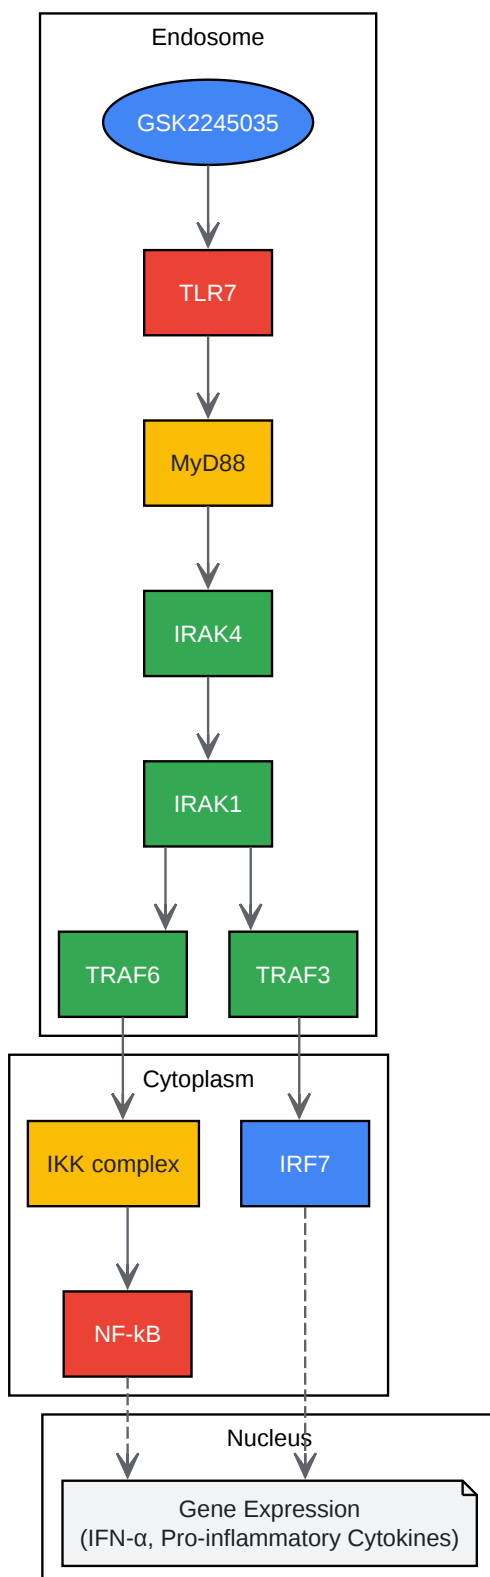 Endosome
GSK2245035
TLR7
MyD88
IRAK4
IRAK1
TRAF6
TRAF3
Cytoplasm
IKK complex
IRF7
NF-kB
Nucleus
Gene Expression
(IFN-α, Pro-inflammatory Cytokines)